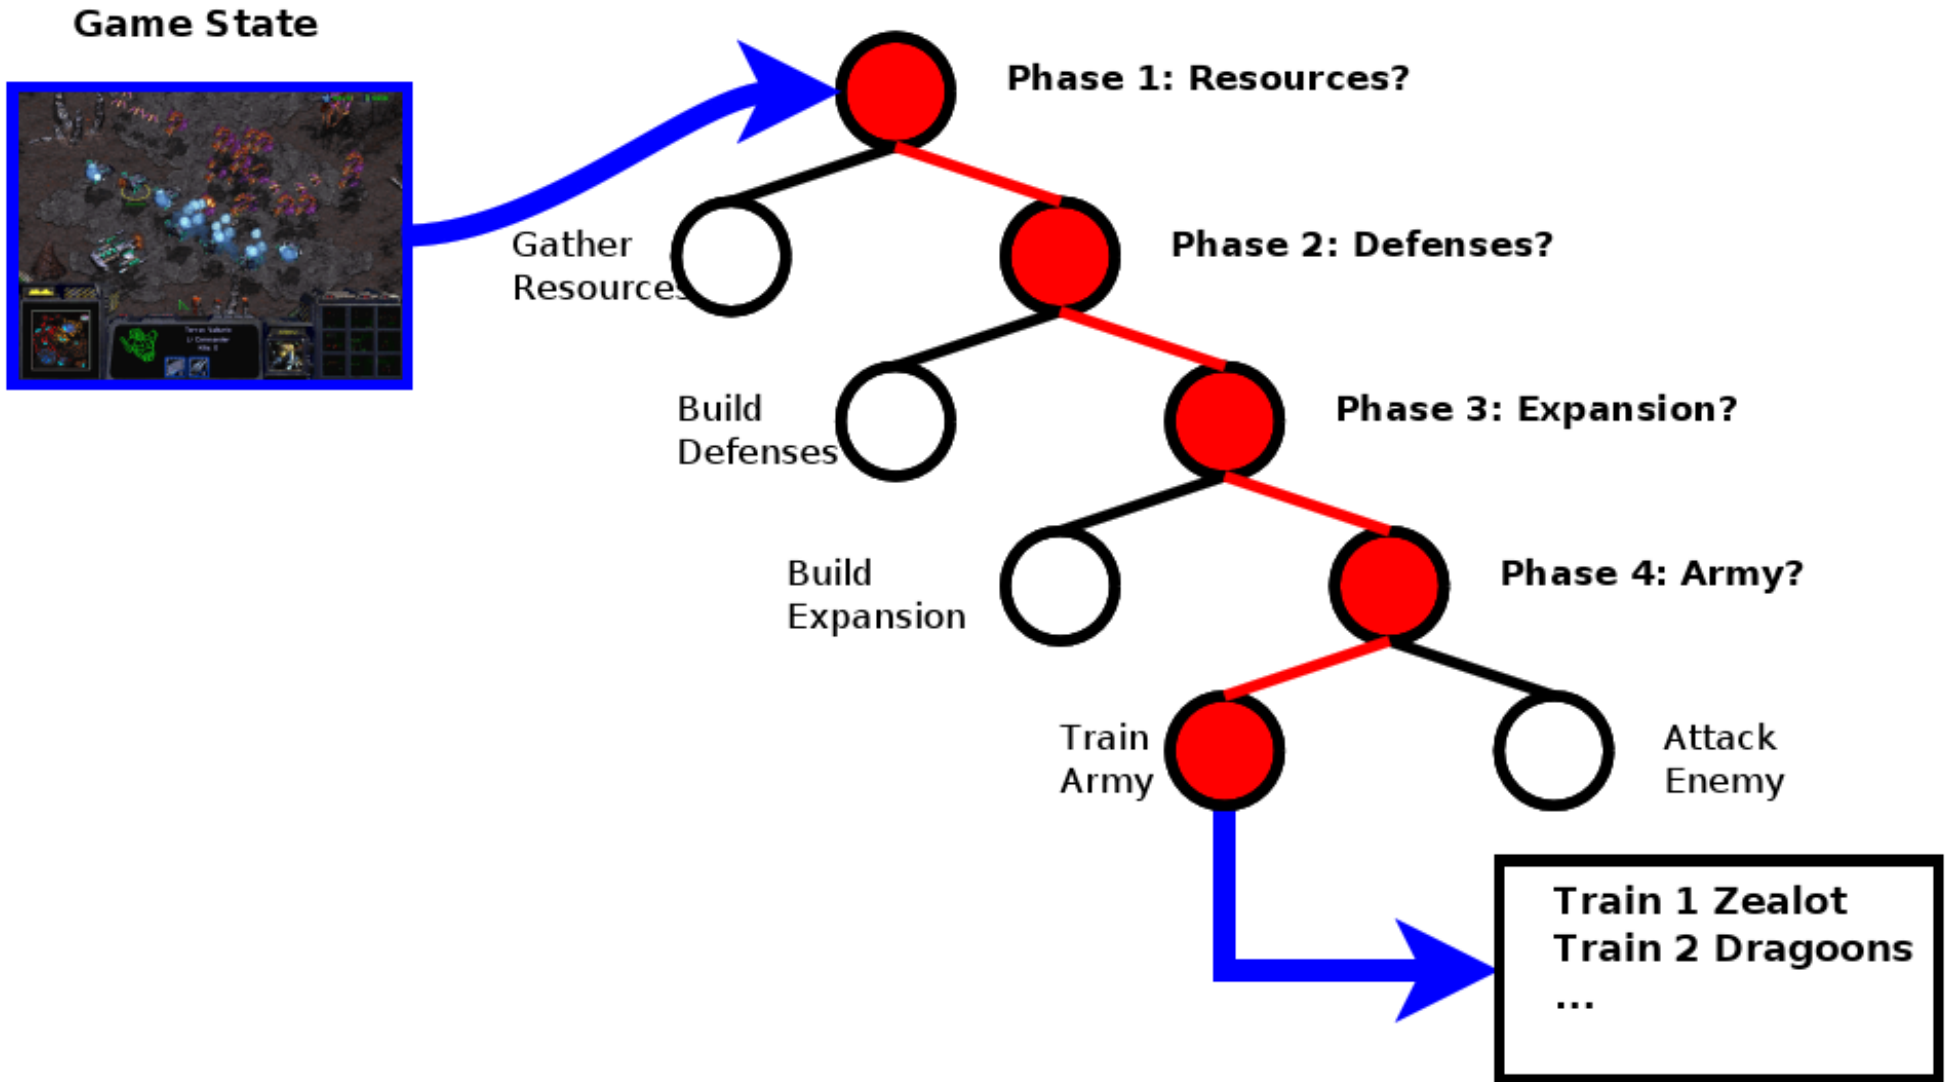 Game State
Phase 1: Resources?
Gather
Resources
Phase 2: Defenses?
Build
Defenses
Phase 3: Expansion?
Build
Expansion
Phase 4: Army?
Train
Army
Attack
Enemy
Train 1 Zealot
Train 2 Dragoons
...